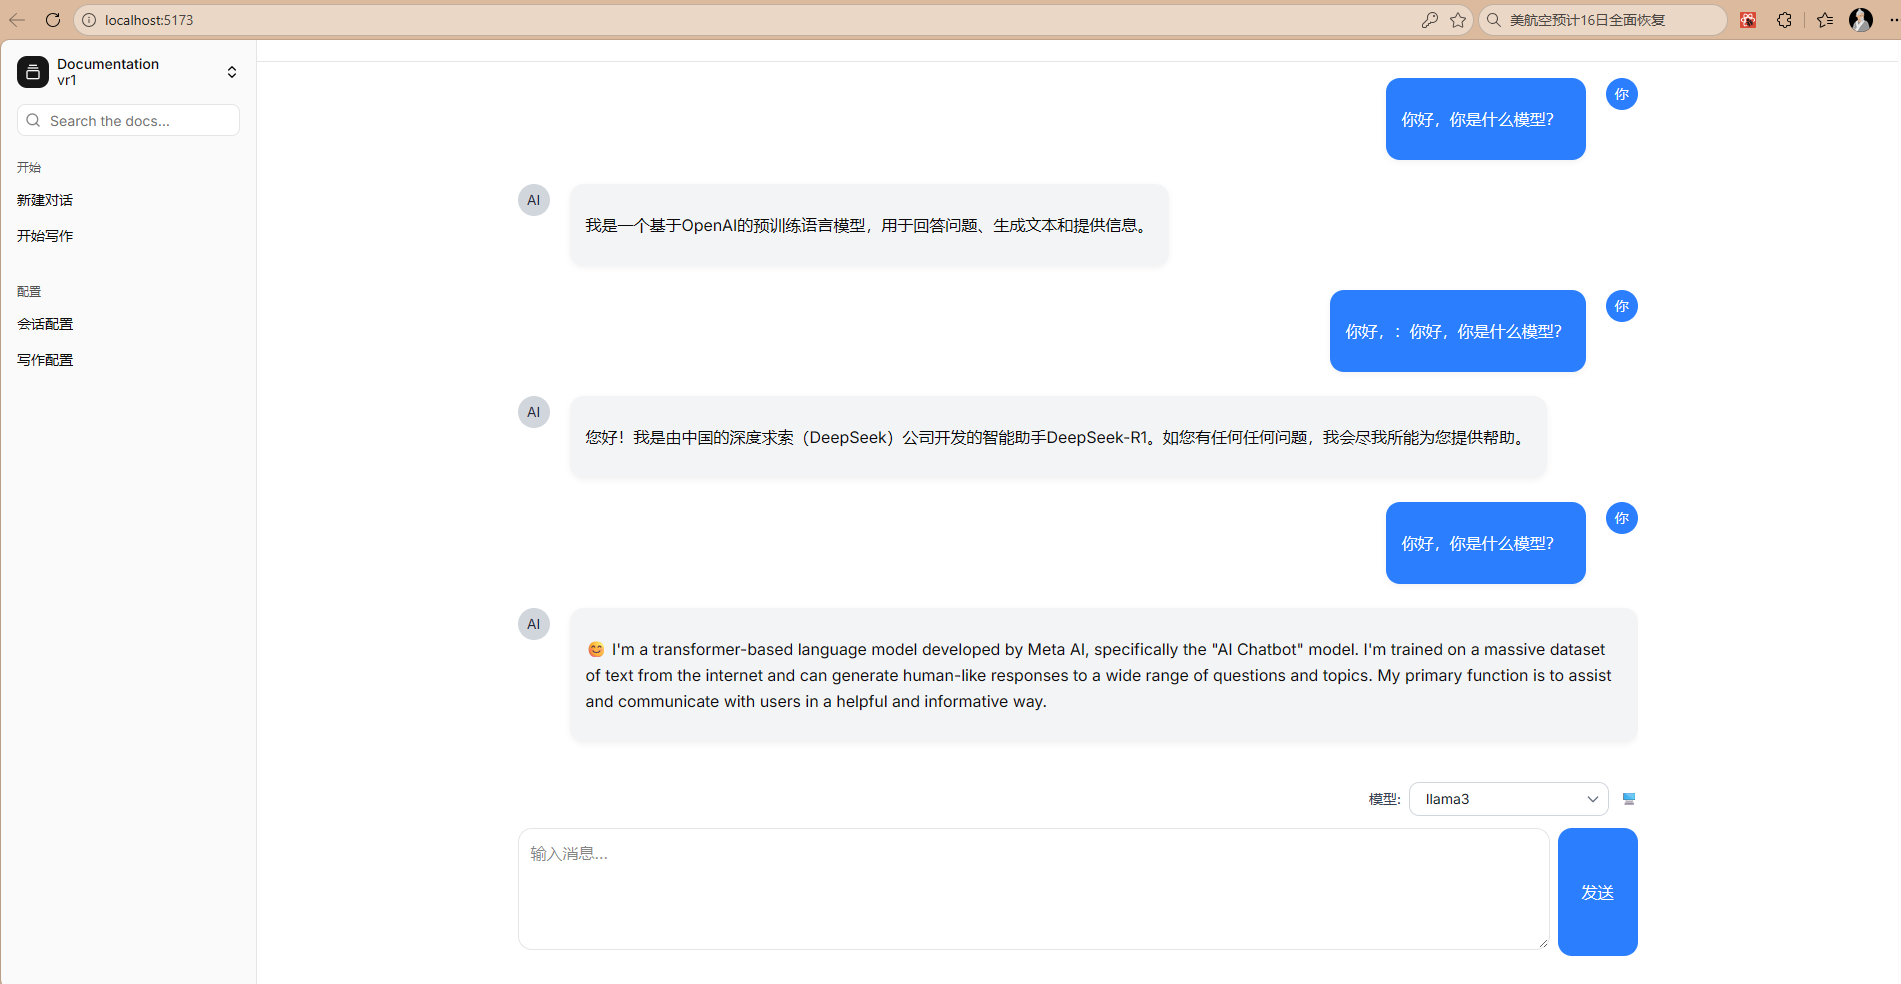 localhost:5173
美航空预计16日全面恢复
Documentation
vr1
Search the docs...
开始
新建对话
开始写作
配置
会话配置
写作配置
你好，你是什么模型？
你
AI
我是一个基于OpenAI的预训练语言模型，用于回答问题、生成文本和提供信息。
你好，：你好，你是什么模型？
你
AI
您好！我是由中国的深度求索（DeepSeek）公司开发的智能助手DeepSeek-R1。如您有任何任何问题，我会尽我所能为您提供帮助。
你好，你是什么模型？
你
AI
😊 I'm a transformer-based language model developed by Meta AI, specifically the "AI Chatbot" model. I'm trained on a massive dataset
of text from the internet and can generate human-like responses to a wide range of questions and topics. My primary function is to assist
and communicate with users in a helpful and informative way.
模型:
llama3
输入消息...
发送